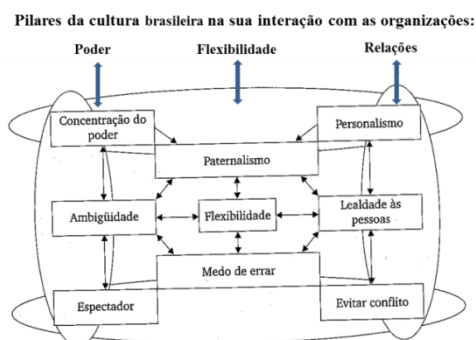 Pilares da cultura brasileira na sua interação com as organizações:
Poder
Flexibilidade
Relações
Concentração do
poder
Personalismo
Paternalismo
Ambigüidade
Flexibilidade
Lealdade às
pessoas
Medo de errar
Espectador
Evitar conflito